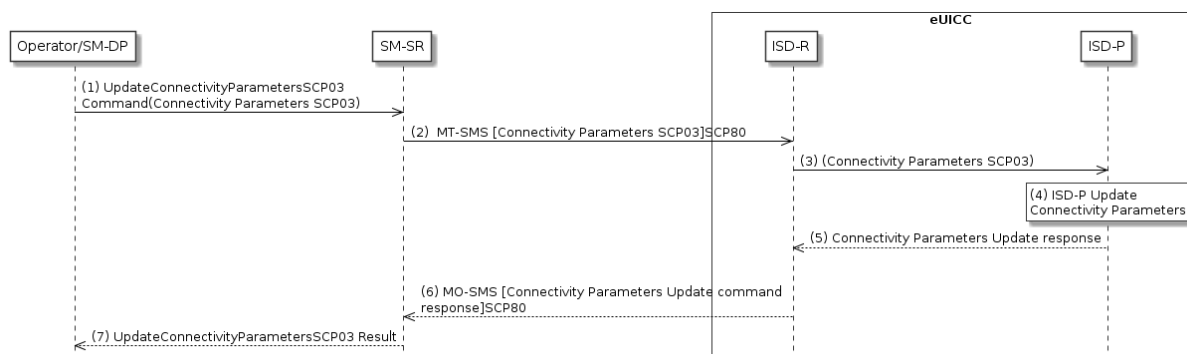 eUICC
Operator/SM-DP
SM-SR
ISD-R
ISD-P
(1) UpdateConnectivityParametersSCP03
Command(Connectivity Parameters SCP03)
(2) MT-SMS [Connectivity Parameters SCP03]SCP80
(3) (Connectivity Parameters SCP03)
(4) ISD-P Update
Connectivity Parameters
(5) Connectivity Parameters Update response
(6) MO-SMS [Connectivity Parameters Update command
response]SCP80
(7) UpdateConnectivityParametersSCP03 Result